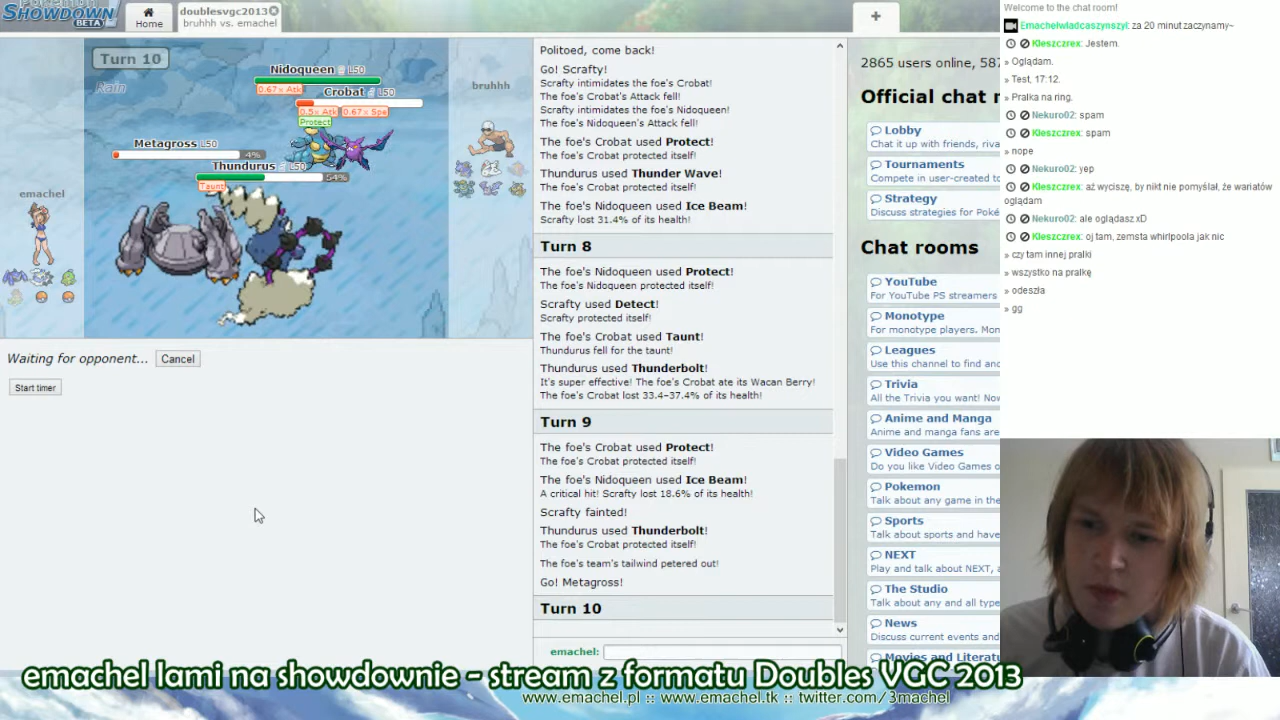 SHOWDOWN
BETA
Home
doublesvgc2013
bruhhh vs. emachel
+
Turn 10
Rain
Nidoqueen L50
0.67× Atk
Crobat L50
0.5× Atk 0.67× Spe
Protect
Metagross L50
4%
Thundurus L50
54%
Taunt
emachel
bruhhh
Waiting for opponent... Cancel
Start timer
Politoed, come back!
Go! Scrafty!
Scrafty intimidates the foe's Crobat!
The foe's Crobat's Attack fell!
Scrafty intimidates the foe's Nidoqueen!
The foe's Nidoqueen's Attack fell!
The foe's Crobat used Protect!
The foe's Crobat protected itself!
Thundurus used Thunder Wave!
The foe's Crobat protected itself!
The foe's Nidoqueen used Ice Beam!
Scrafty lost 31.4% of its health!
Turn 8
The foe's Nidoqueen used Protect!
The foe's Nidoqueen protected itself!
Scrafty used Detect!
Scrafty protected itself!
The foe's Crobat used Taunt!
Thundurus fell for the taunt!
Thundurus used Thunderbolt!
It's super effective! The foe's Crobat ate its Wacan Berry!
The foe's Crobat lost 33.4–37.4% of its health!
Turn 9
The foe's Crobat used Protect!
The foe's Crobat protected itself!
The foe's Nidoqueen used Ice Beam!
A critical hit! Scrafty lost 18.6% of its health!
Scrafty fainted!
Thundurus used Thunderbolt!
The foe's Crobat protected itself!
The foe's team's tailwind petered out!
Go! Metagross!
Turn 10
emachel:
2865 users online, 587
Official chat r
Lobby
Chat it up with friends, riva
Tournaments
Compete in user-created to
Strategy
Discuss strategies for Poké
Chat rooms
YouTube
For YouTube PS streamers
Monotype
For monotype players. Mon
Leagues
Use this channel to find and
Trivia
All the Trivia you want! Now
Anime and Manga
Anime and manga fans are
Video Games
Do you like Video Games o
Pokemon
Talk about any game in the
Sports
Talk about sports and have
NEXT
Play and talk about NEXT, a
The Studio
Talk about any and all type
News
Discuss current events and
Movies and Literatu
Welcome to the chat room!
Emachelwladcaszynszyl: za 20 minut zaczynamy~
Kleszczrex: Jestem.
» Oglądam.
» Test, 17:12.
» Pralka na ring.
Nekuro02: spam
Kleszczrex: spam
» nope
Nekuro02: yep
Kleszczrex: aż wyciszę, by nikt nie pomyślał, że wariatów
oglądam
Nekuro02: ale oglądasz xD
Kleszczrex: oj tam, zemsta whirlpoola jak nic
» czy tam innej pralki
» wszystko na pralkę
» odeszła
» gg
emachel lami na showdownie - stream z formatu Doubles VGC 2013
www.emachel.pl :: www.emachel.tk :: twitter.com/3machel